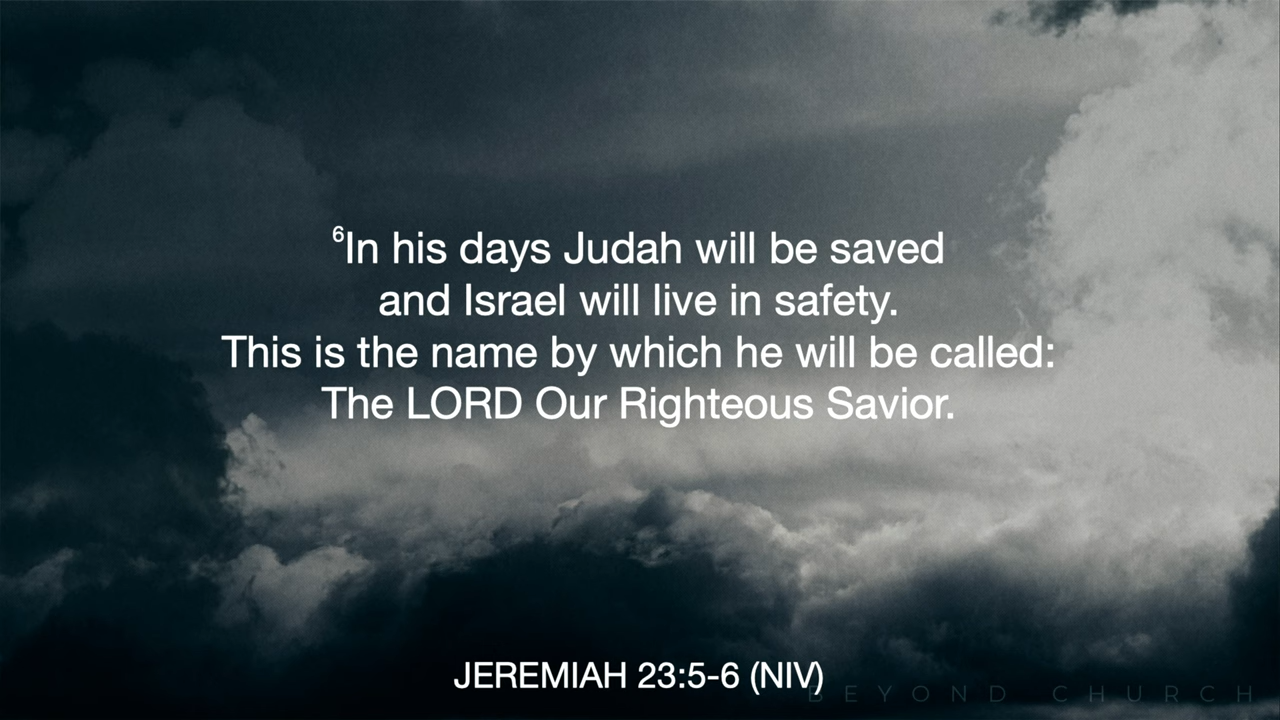 ⁶In his days Judah will be saved
and Israel will live in safety.
This is the name by which he will be called:
The LORD Our Righteous Savior.
JEREMIAH 23:5-6 (NIV)
BEYOND CHURCH